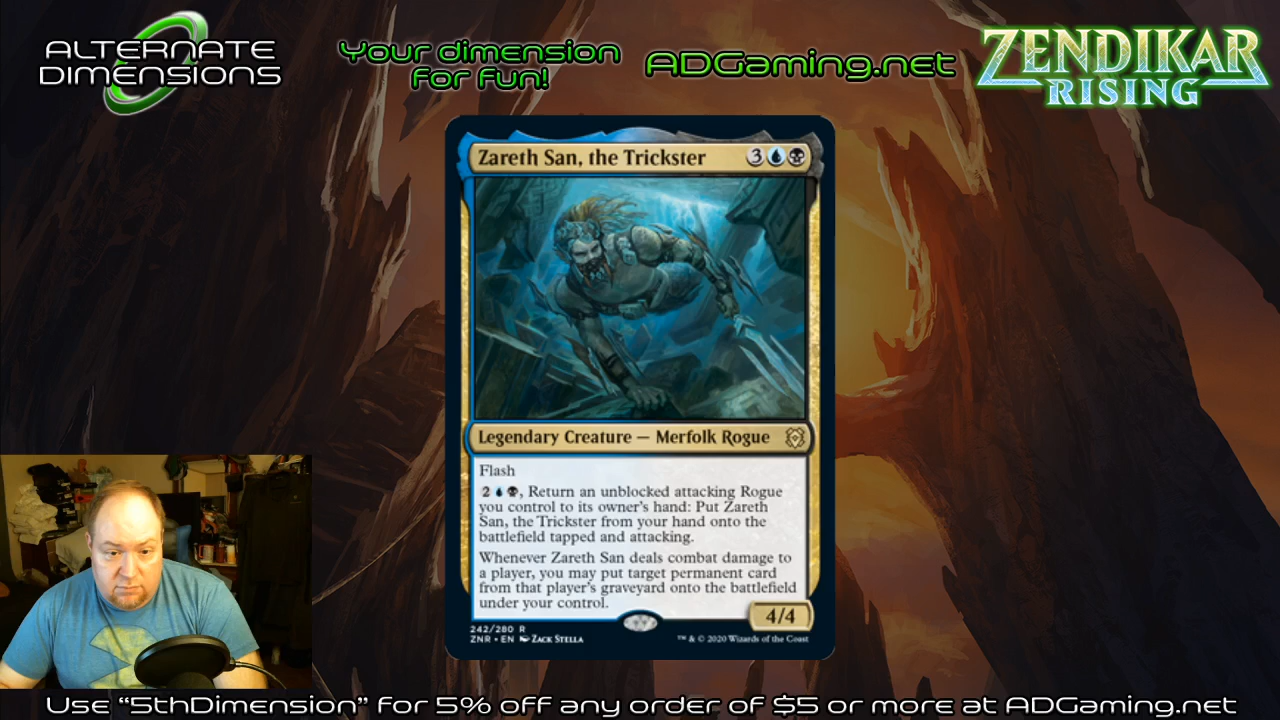 ALTERNATE
DIMENSIONS
Your dimension
for fun!
ADGaming.net
ZENDIKAR
RISING
Zareth San, the Trickster 3
Legendary Creature — Merfolk Rogue
Flash
2, Return an unblocked attacking Rogue
you control to its owner's hand: Put Zareth
San, the Trickster from your hand onto the
battlefield tapped and attacking.
Whenever Zareth San deals combat damage to
a player, you may put target permanent card
from that player's graveyard onto the battlefield
under your control.
4/4
242/280 R
ZNR • EN ZACK STELLA
™ & © 2020 Wizards of the Coast
Use “5thDimension” for 5% off any order of $5 or more at ADGaming.net